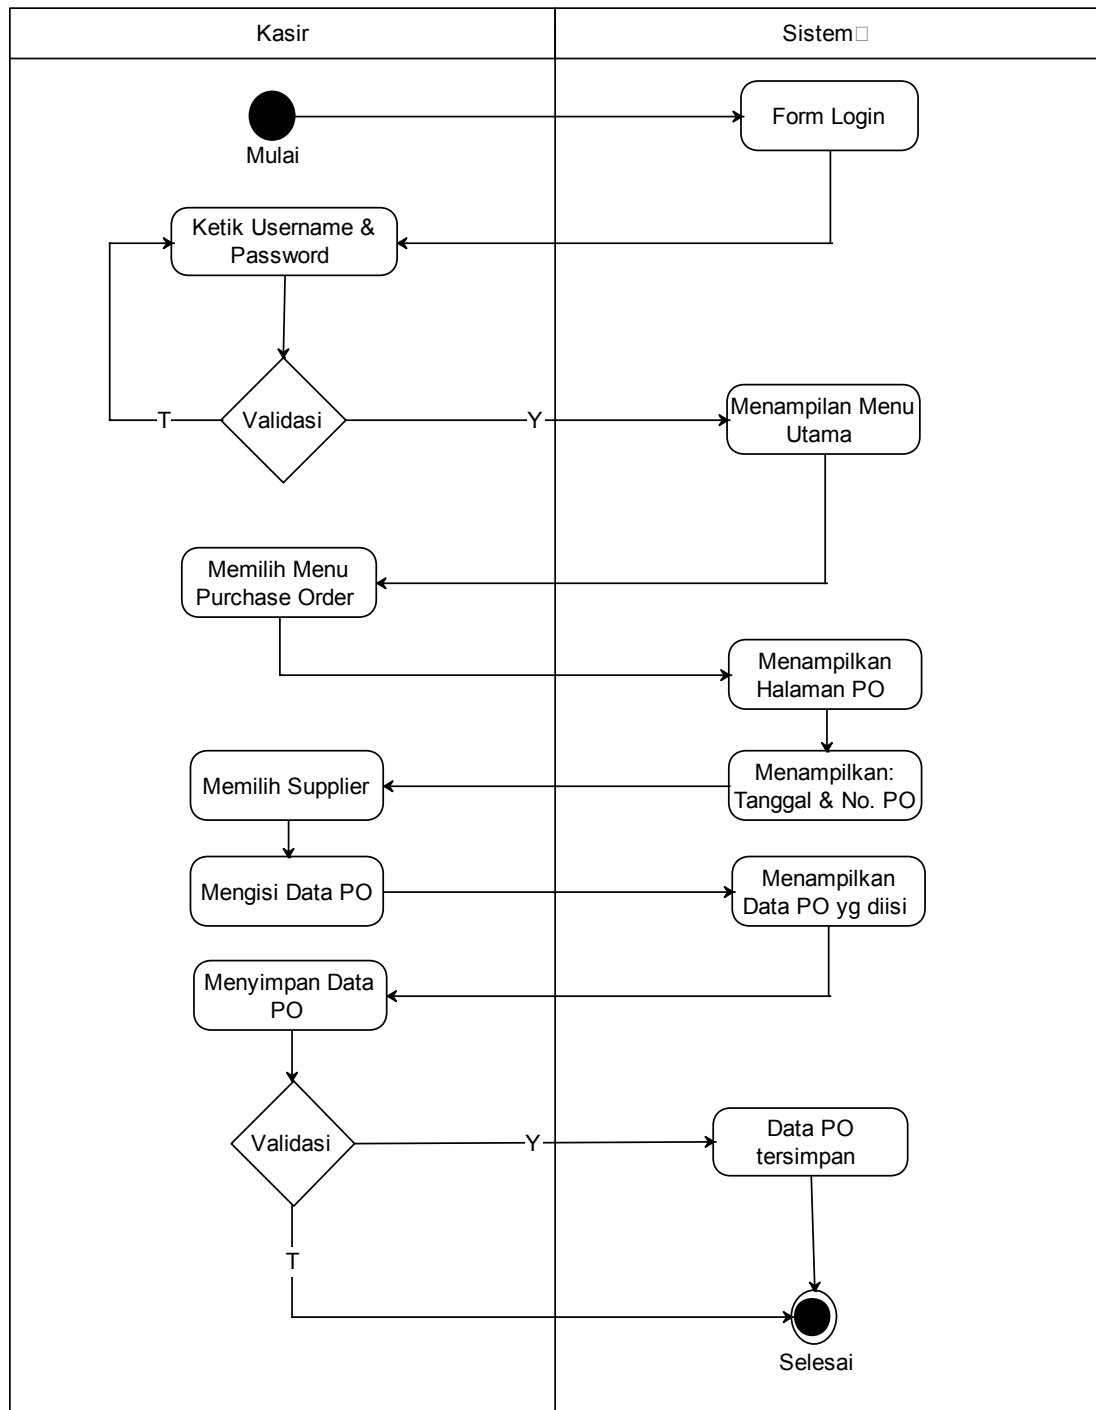 Kasir
Sistem
Mulai
Form Login
Ketik Username &
Password
T
Validasi
Y
Menampilan Menu
Utama
Memilih Menu
Purchase Order
Menampilkan
Halaman PO
Memilih Supplier
Menampilkan:
Tanggal & No. PO
Mengisi Data PO
Menampilkan
Data PO yg diisi
Menyimpan Data
PO
Validasi
Y
Data PO
tersimpan
T
Selesai